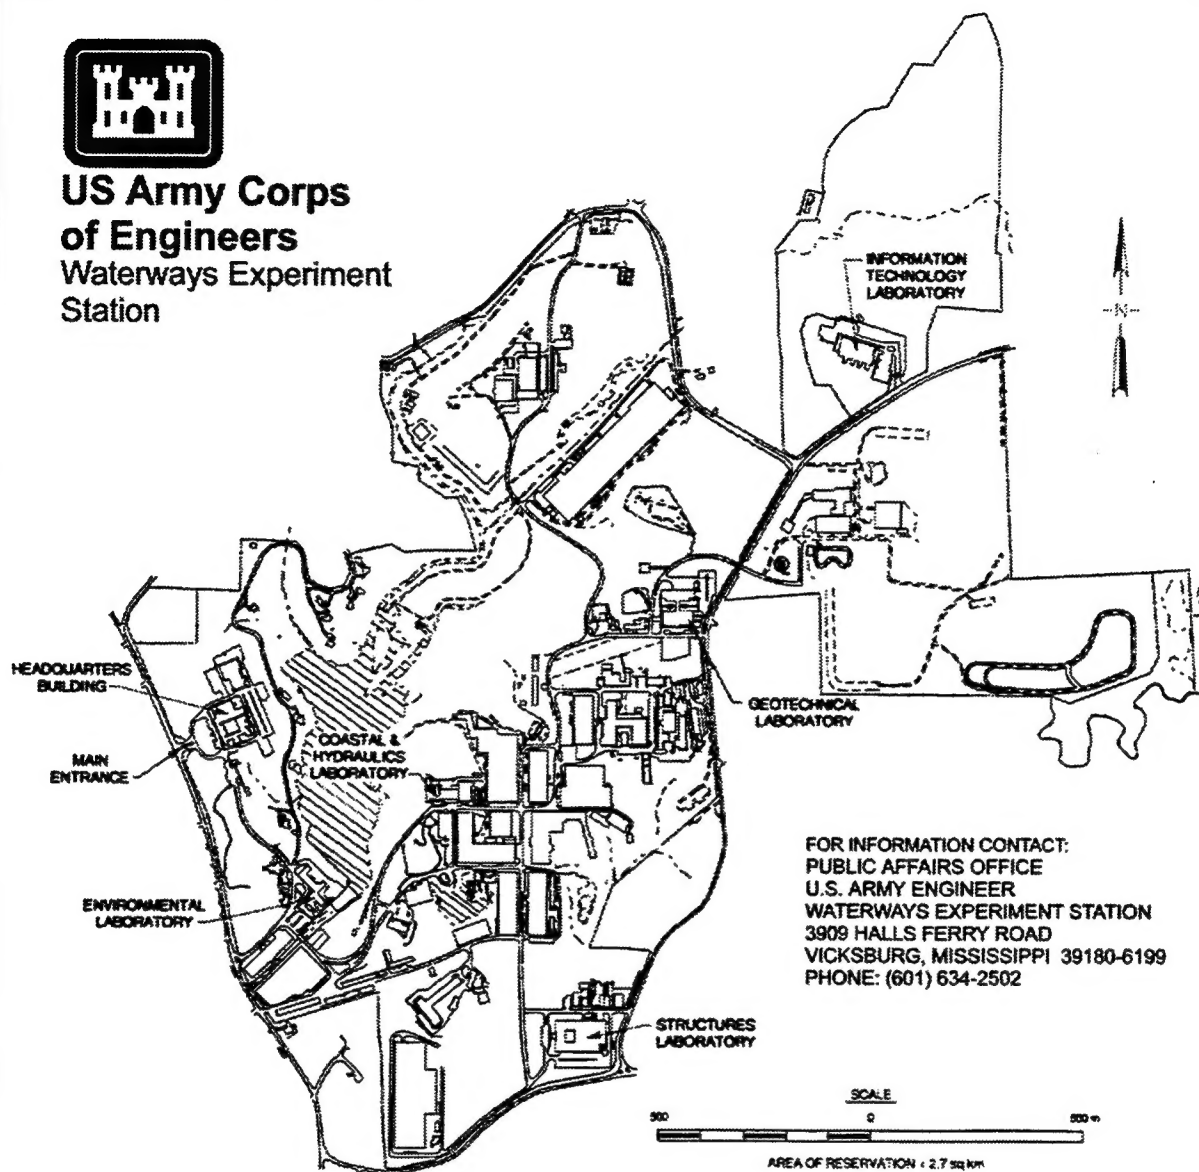 US Army Corps
of Engineers
Waterways Experiment
Station
INFORMATION
TECHNOLOGY
LABORATORY
N
HEADQUARTERS
BUILDING
MAIN
ENTRANCE
COASTAL &
HYDRAULICS
LABORATORY
GEOTECHNICAL
LABORATORY
ENVIRONMENTAL
LABORATORY
STRUCTURES
LABORATORY
FOR INFORMATION CONTACT:
PUBLIC AFFAIRS OFFICE
U.S. ARMY ENGINEER
WATERWAYS EXPERIMENT STATION
3909 HALLS FERRY ROAD
VICKSBURG, MISSISSIPPI 39180-6199
PHONE: (601) 634-2502
SCALE
500 0 500 m
AREA OF RESERVATION = 2.7 sq km